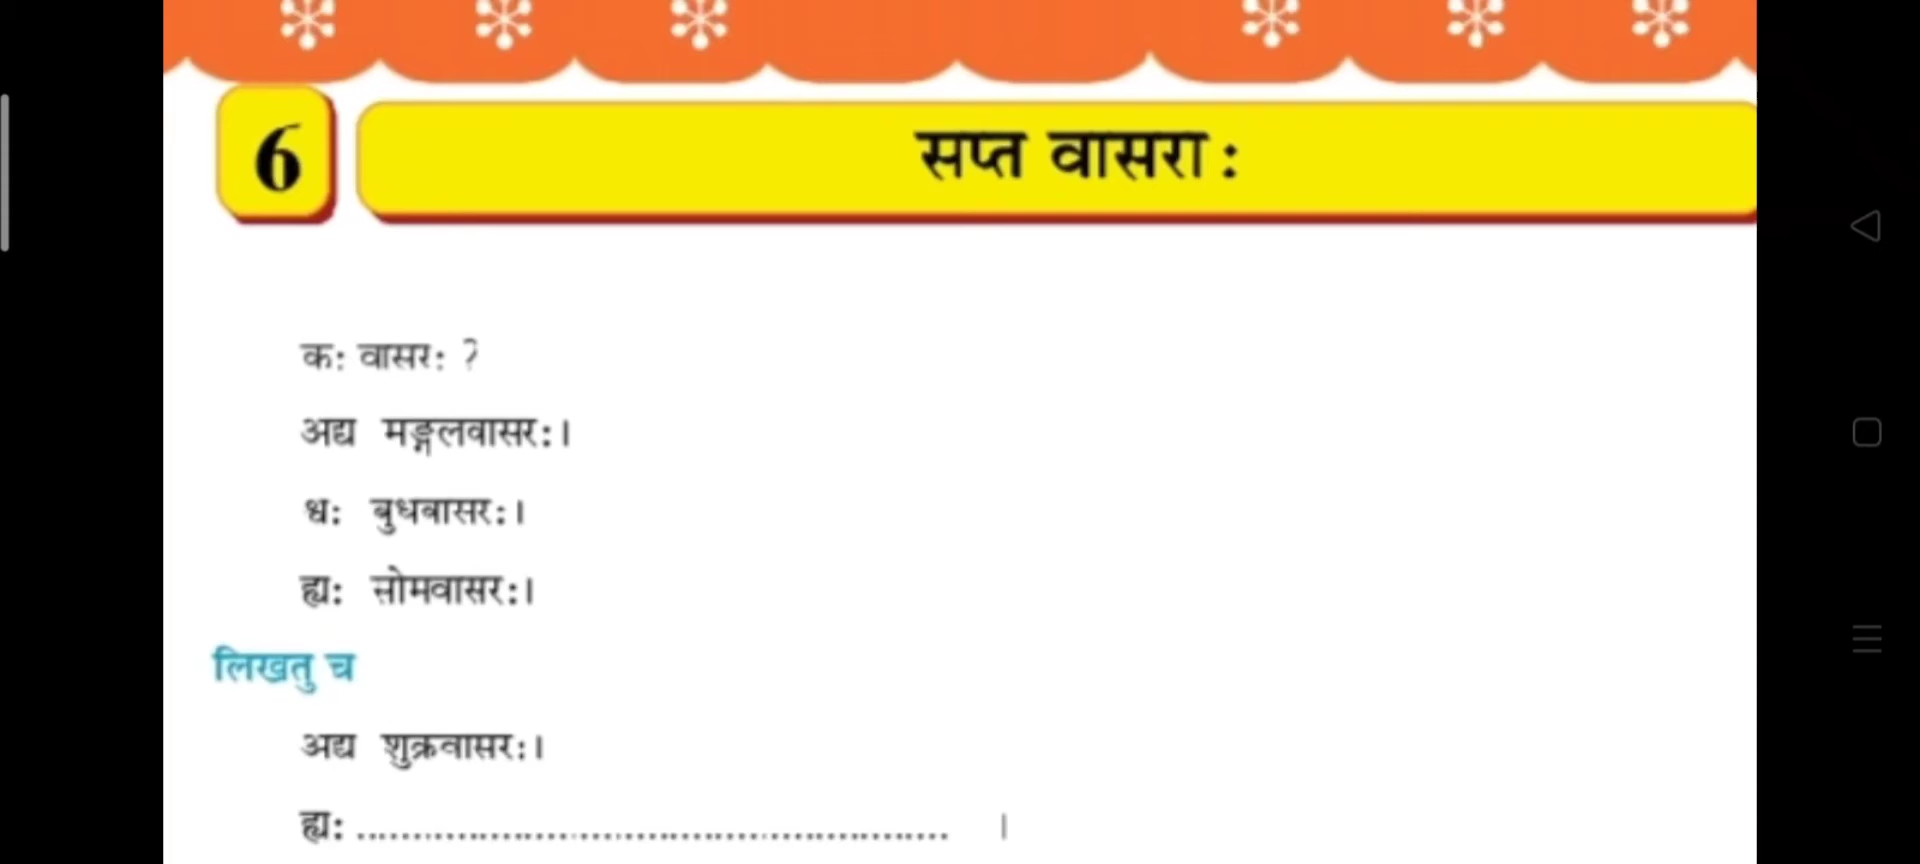 6 सप्त वासराः
कः वासरः ?
अद्य मङ्गलवासरः।
श्वः बुधवासरः।
ह्यः सोमवासरः।
लिखतु च
अद्य शुक्रवासरः।
ह्यः ........................................................ ।